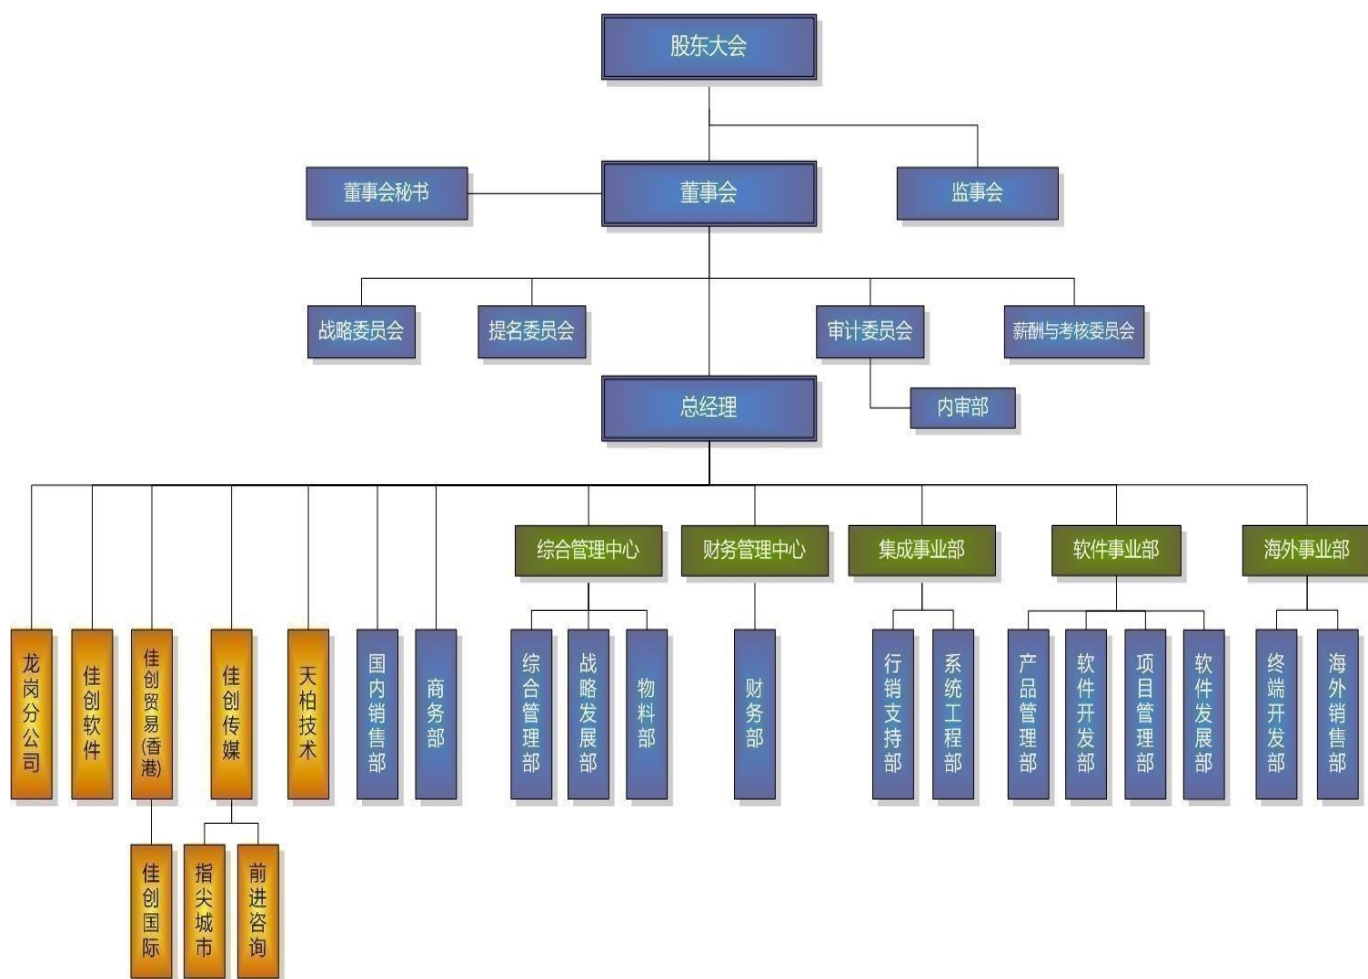 股东大会
董事会秘书
董事会
监事会
战略委员会
提名委员会
审计委员会
薪酬与考核委员会
总经理
内审部
综合管理中心
财务管理中心
集成事业部
软件事业部
海外事业部
龙岗分公司
佳创软件
佳创贸易(香港)
佳创传媒
天柏技术
国内销售部
商务部
综合管理部
战略发展部
物料部
财务部
行销支持部
系统工程部
产品管理部
软件开发部
项目管理部
软件发展部
终端开发部
海外销售部
佳创国际
指尖城市
前进咨询